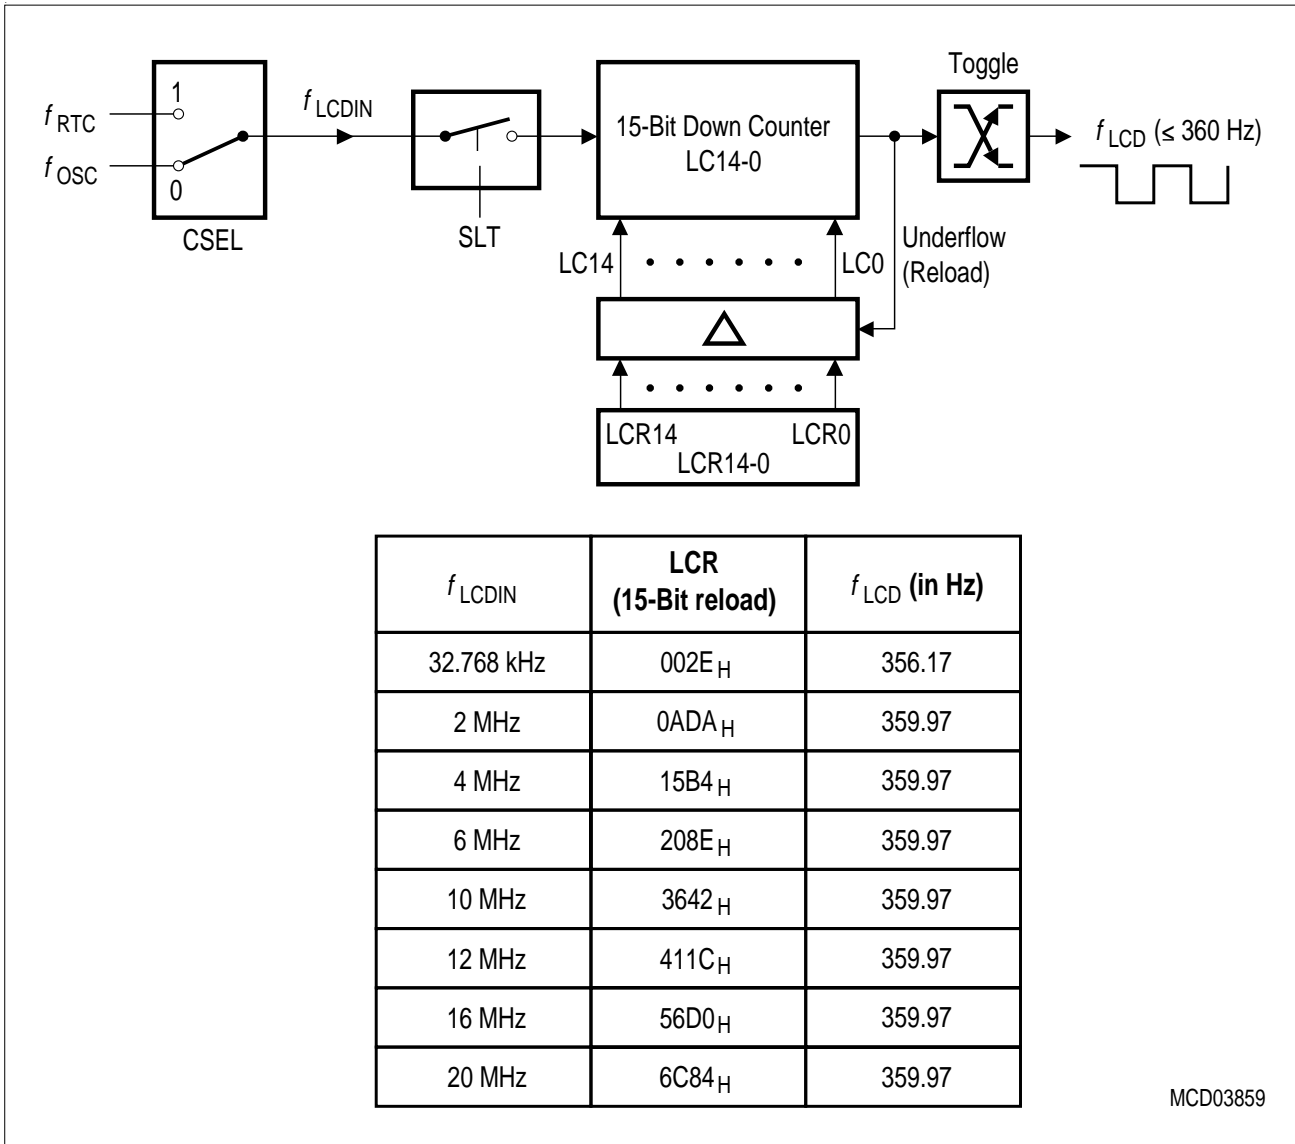 Toggle
1
f RTC
f LCDIN
15-Bit Down Counter
LC14-0
f LCD (≤ 360 Hz)
f OSC
0
CSEL
SLT
Underflow
(Reload)
LC14
LC0
LCR14
LCR0
LCR14-0
f LCDIN
LCR
(15-Bit reload)
f LCD (in Hz)
32.768 kHz 002E H 356.17
2 MHz 0ADA H 359.97
4 MHz 15B4 H 359.97
6 MHz 208E H 359.97
10 MHz 3642 H 359.97
12 MHz 411C H 359.97
16 MHz 56D0 H 359.97
20 MHz 6C84 H 359.97
MCD03859